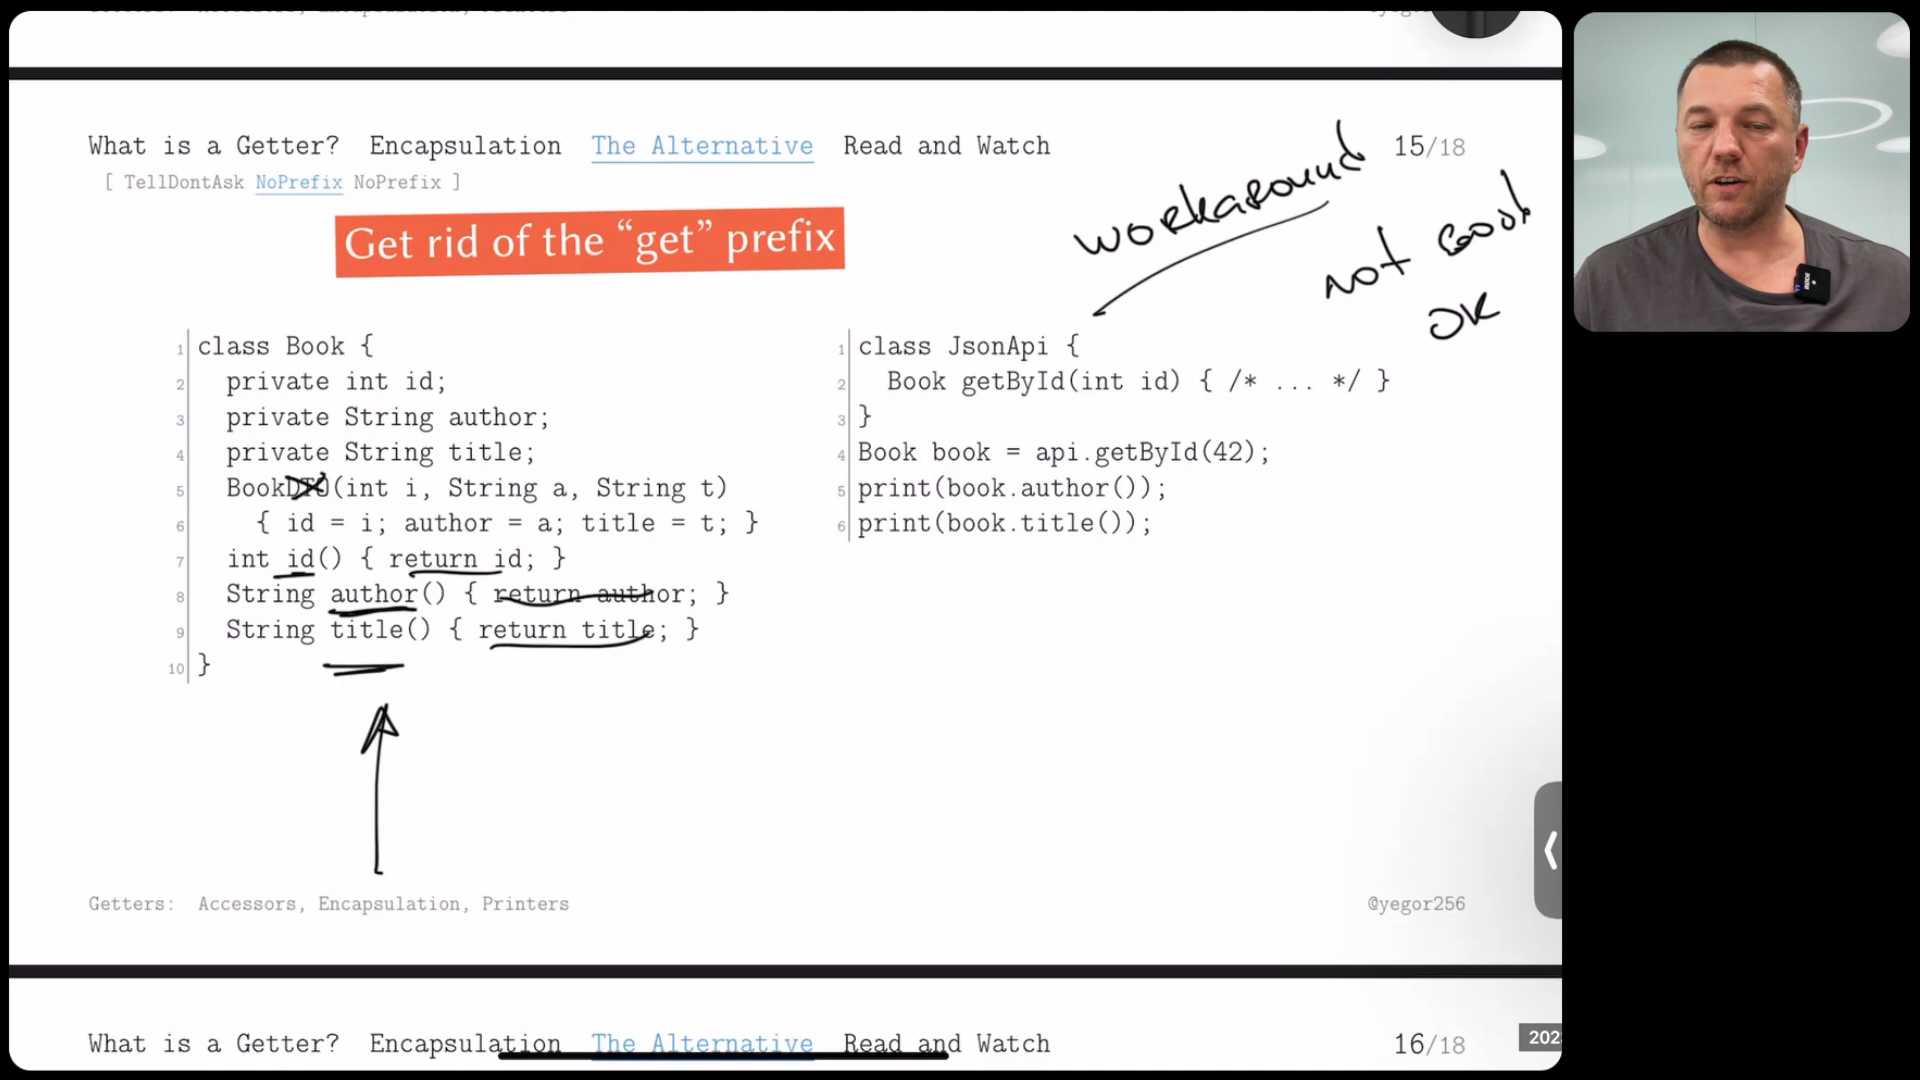 What is a Getter? Encapsulation The Alternative Read and Watch 15/18
[ TellDontAsk NoPrefix NoPrefix ]
Get rid of the “get” prefix
workaround
not good
OK
1 class Book {
2 private int id;
3 private String author;
4 private String title;
5 BookDTO(int i, String a, String t)
6 { id = i; author = a; title = t; }
7 int id() { return id; }
8 String author() { return author; }
9 String title() { return title; }
10 }
1 class JsonApi {
2 Book getById(int id) { /* ... */ }
3 }
4 Book book = api.getById(42);
5 print(book.author());
6 print(book.title());
Getters: Accessors, Encapsulation, Printers @yegor256
What is a Getter? Encapsulation The Alternative Read and Watch 16/18
202